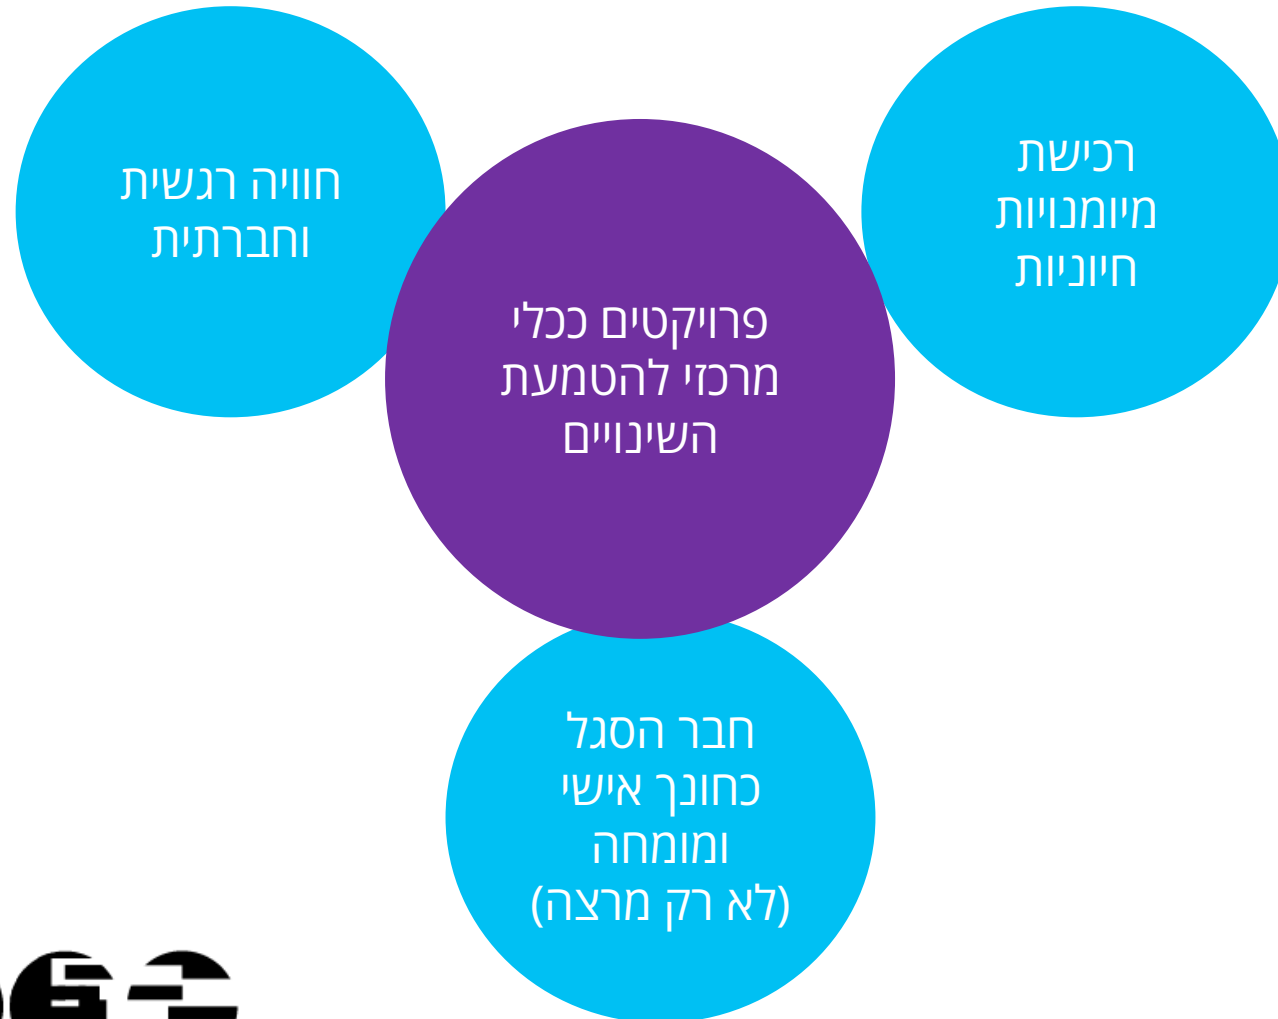 רכישת
מיומנויות
חיוניות
חוויה רגשית
וחברתית
פרויקטים ככלי
מרכזי להטמעת
השינויים
חבר הסגל
כחונך אישי
ומומחה
(לא רק מרצה)